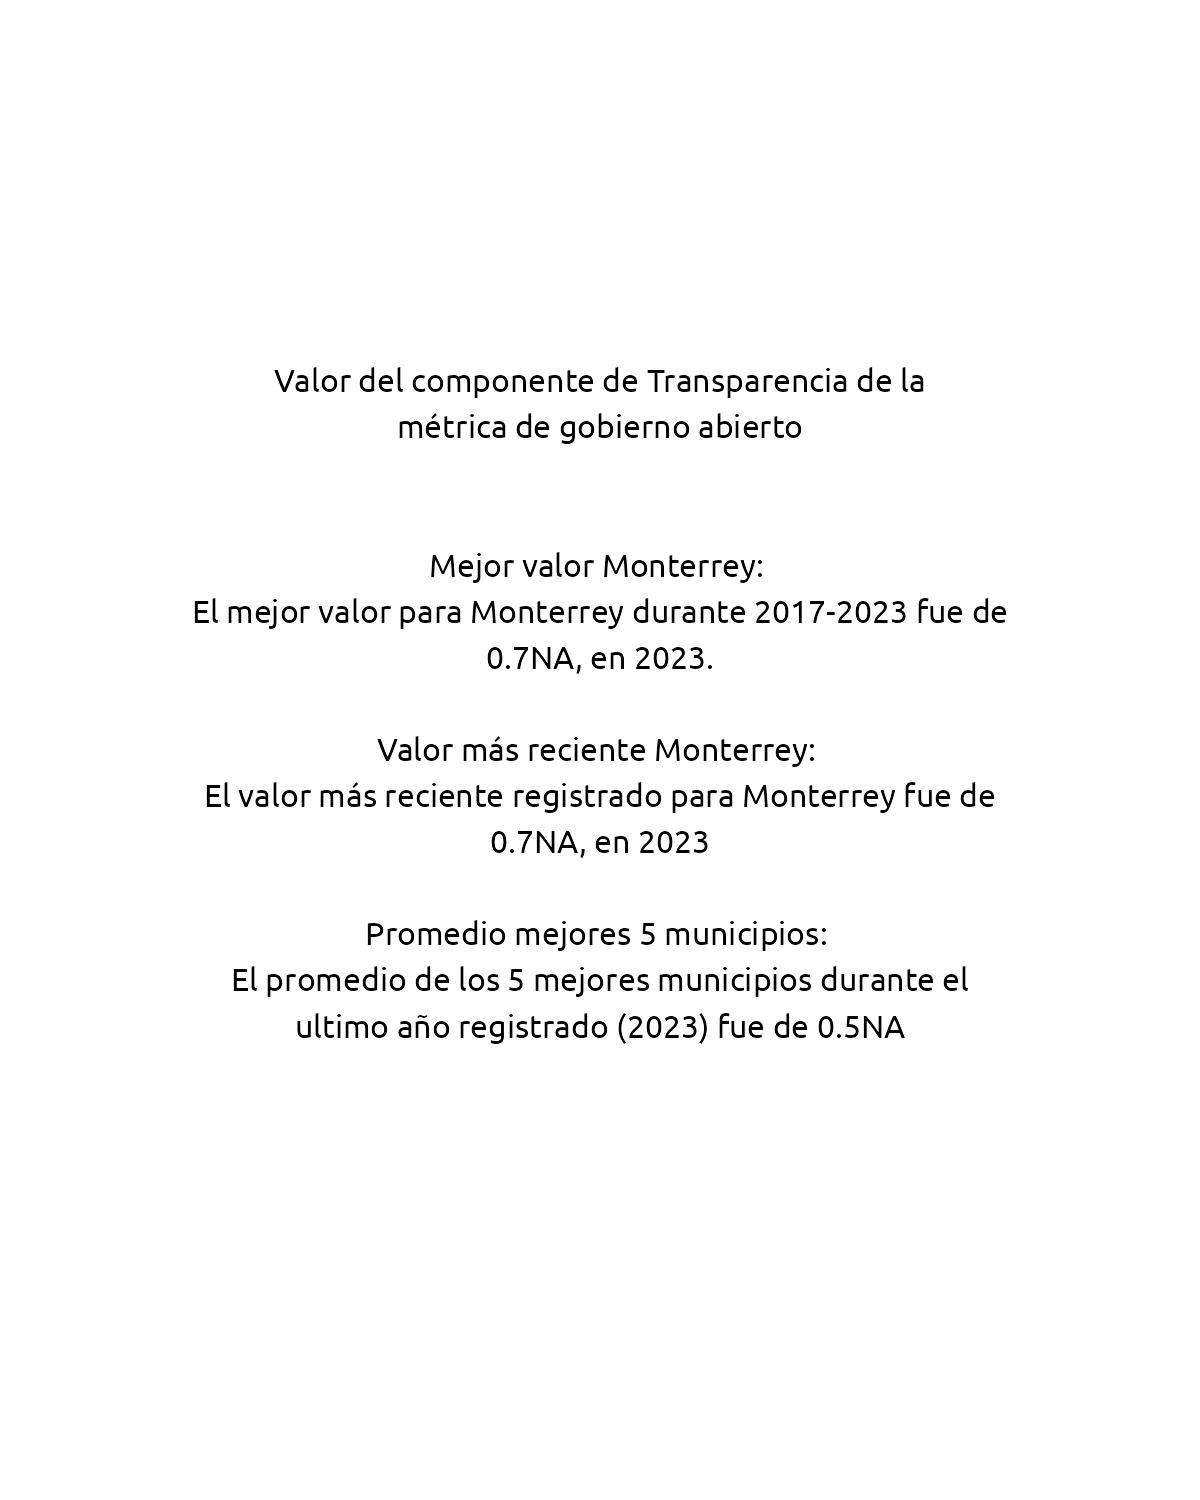 Valor del componente de Transparencia de la
métrica de gobierno abierto
Mejor valor Monterrey:
El mejor valor para Monterrey durante 2017-2023 fue de
0.7NA, en 2023.
Valor más reciente Monterrey:
El valor más reciente registrado para Monterrey fue de
0.7NA, en 2023
Promedio mejores 5 municipios:
El promedio de los 5 mejores municipios durante el
ultimo año registrado (2023) fue de 0.5NA